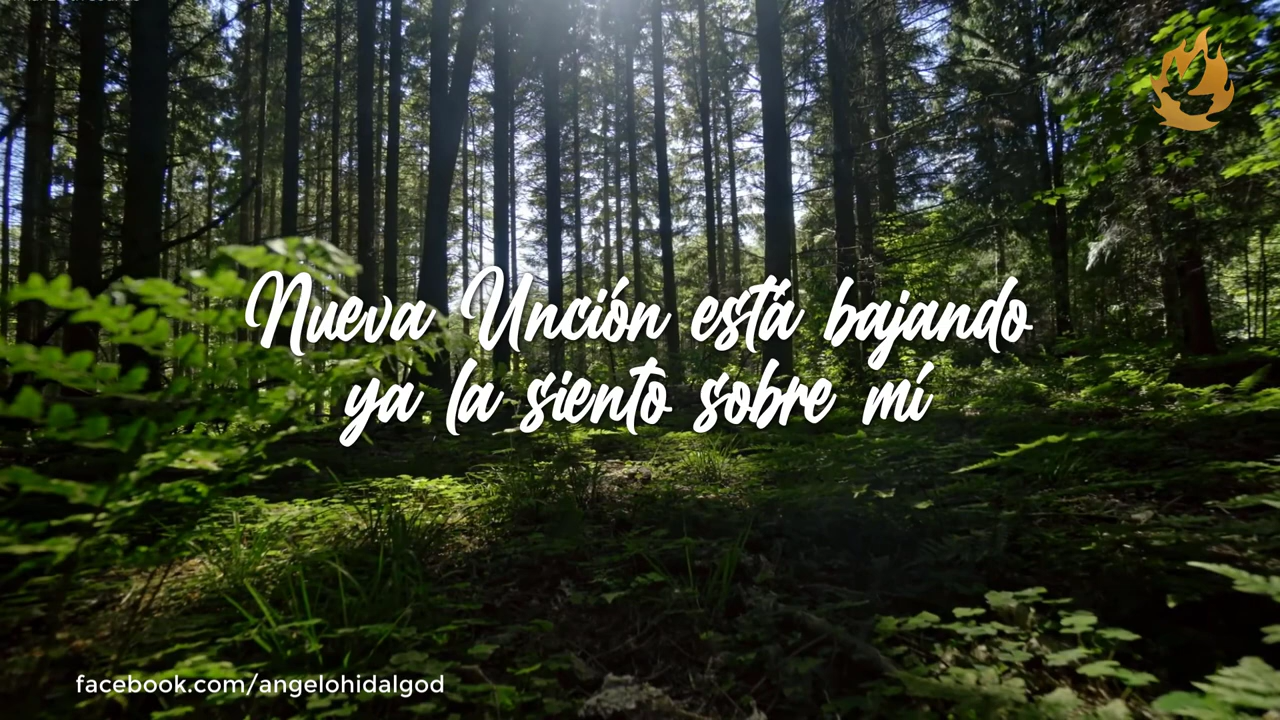 Nueva Unción está bajando
ya la siento sobre mí
facebook.com/angelohidalgod